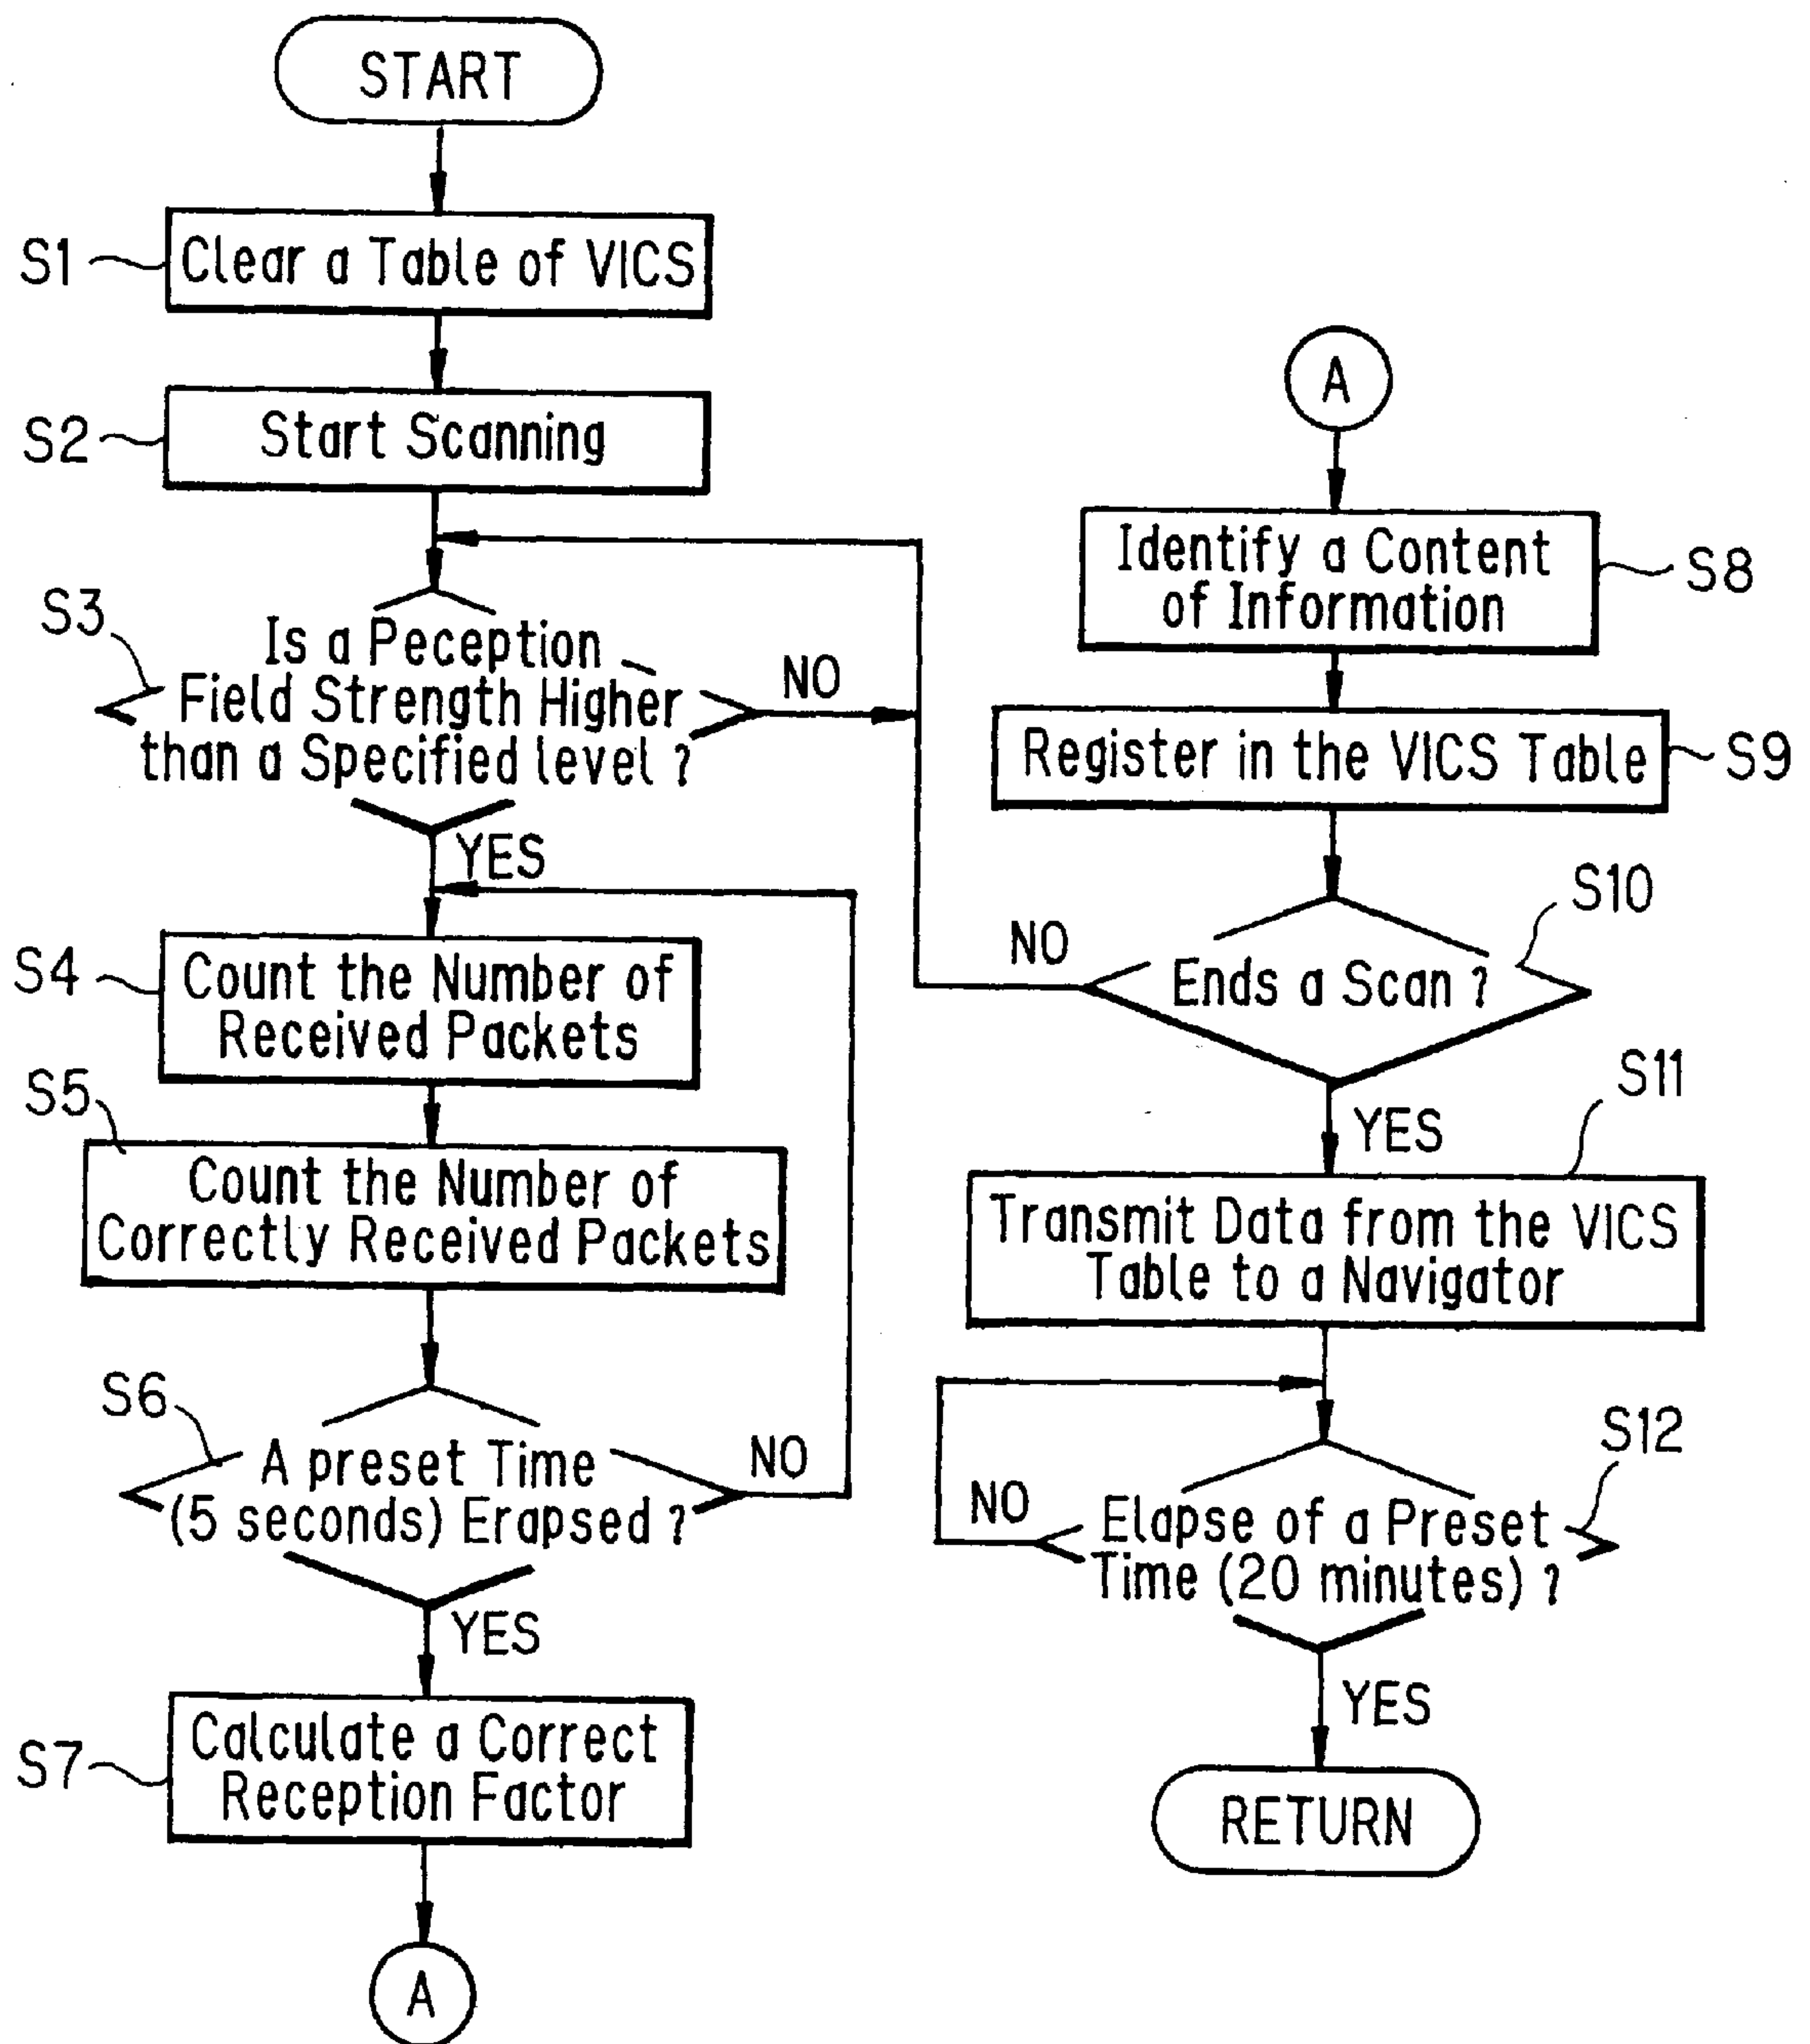 START
S1
Clear a Table of VICS
S2
Start Scanning
S3
Is a Peception
Field Strength Higher
than a Specified level ?
NO
YES
S4
Count the Number of
Received Packets
S5
Count the Number of
Correctly Received Packets
S6
A preset Time
(5 seconds) Erapsed ?
NO
YES
S7
Calculate a Correct
Reception Factor
A
A
Identify a Content
of Information
S8
Register in the VICS Table
S9
S10
NO
Ends a Scan ?
YES
S11
Transmit Data from the VICS
Table to a Navigator
S12
NO
Elapse of a Preset
Time (20 minutes) ?
YES
RETURN